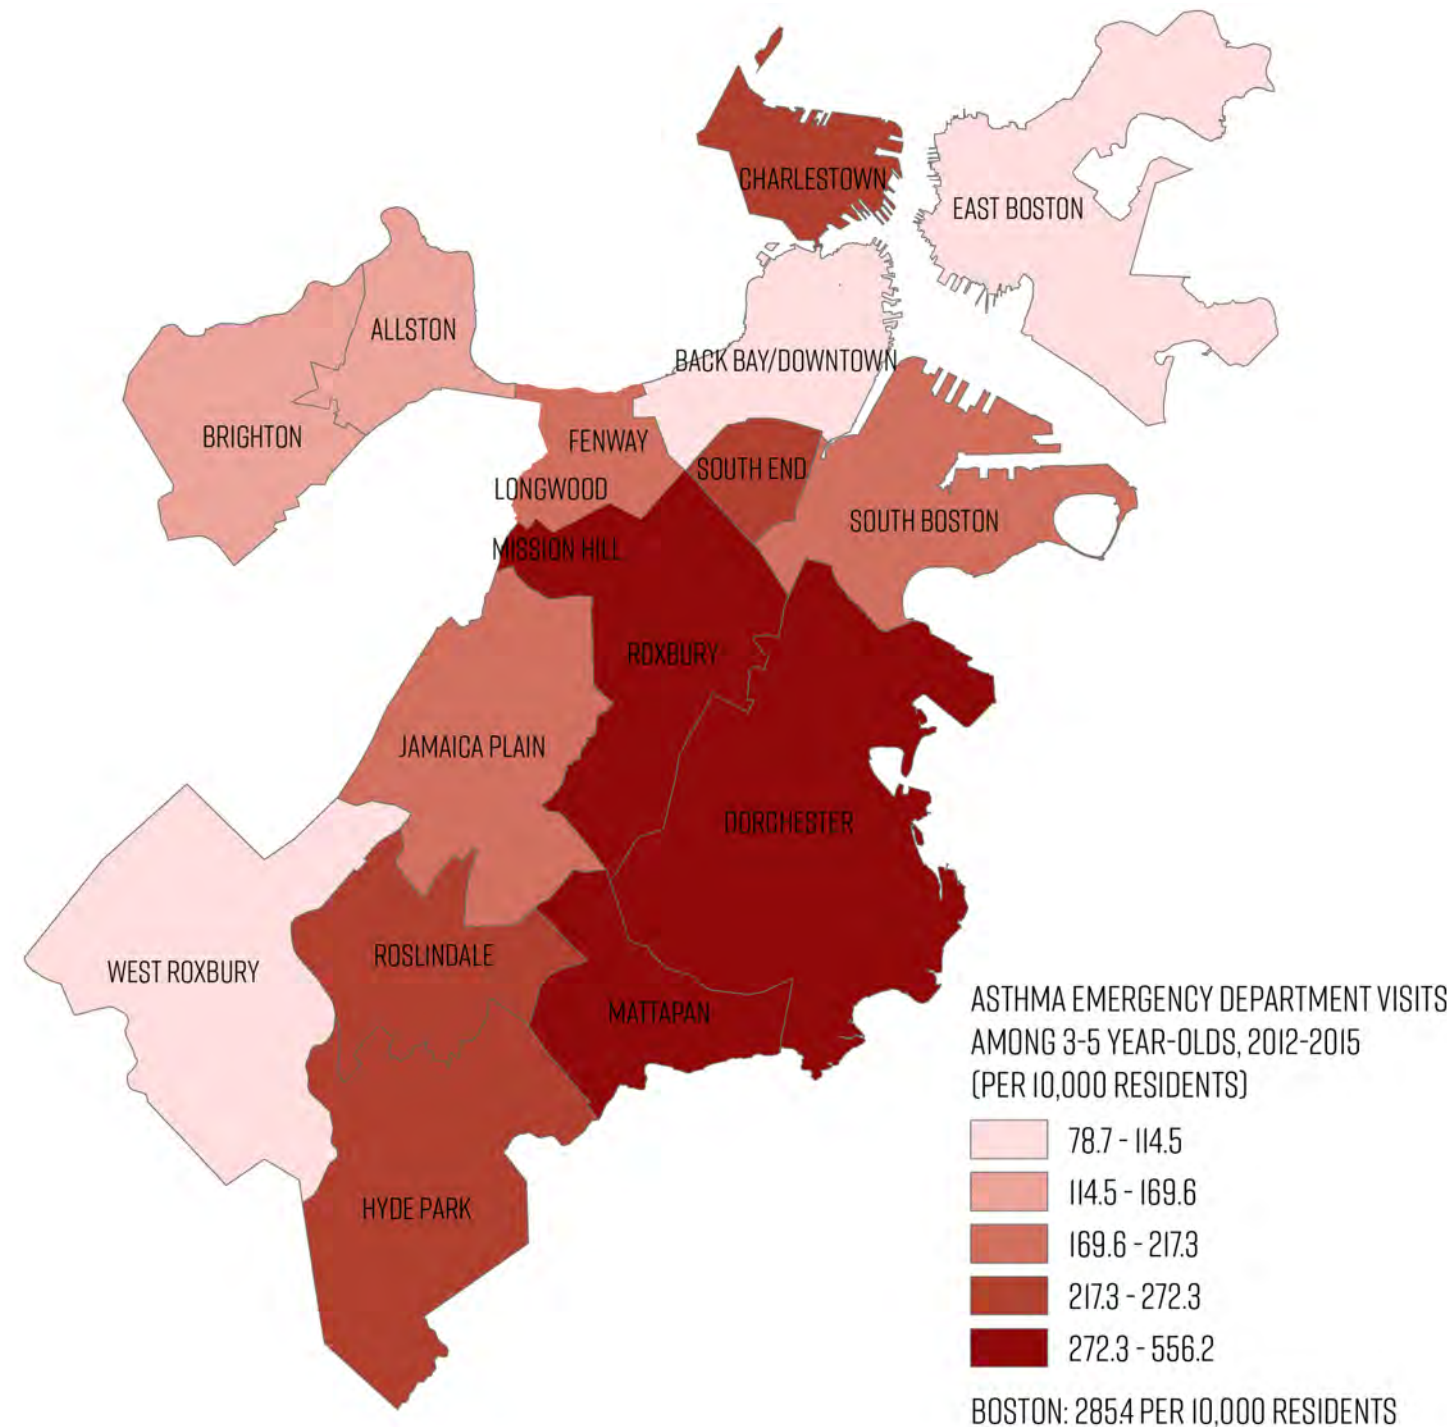 CHARLESTOWN
EAST BOSTON
ALLSTON
BACK BAY/DOWNTOWN
BRIGHTON
FENWAY
SOUTH END
LONGWOOD
SOUTH BOSTON
MISSION HILL
ROXBURY
JAMAICA PLAIN
DORCHESTER
ROSLINDALE
WEST ROXBURY
MATTAPAN
HYDE PARK
ASTHMA EMERGENCY DEPARTMENT VISITS
AMONG 3-5 YEAR-OLDS, 2012-2015
(PER 10,000 RESIDENTS)
78.7 - 114.5
114.5 - 169.6
169.6 - 217.3
217.3 - 272.3
272.3 - 556.2
BOSTON: 285.4 PER 10,000 RESIDENTS